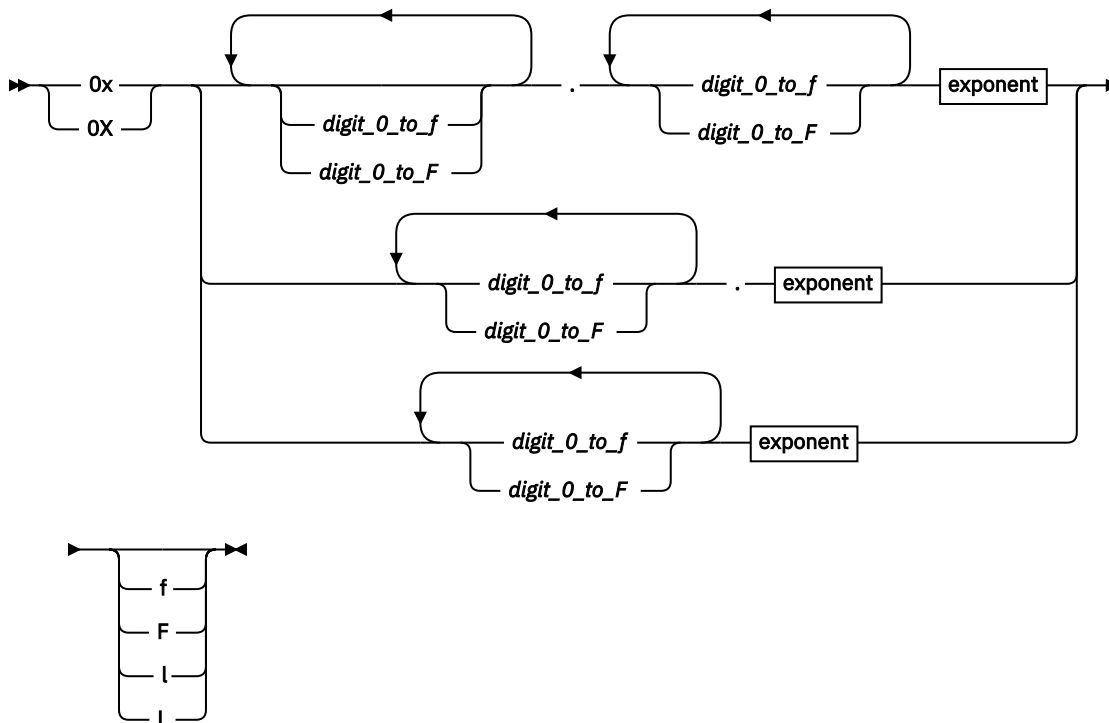 0x . digit_0_to_f exponent
0X digit_0_to_f digit_0_to_F
digit_0_to_F
digit_0_to_f . exponent
digit_0_to_F
digit_0_to_f exponent
digit_0_to_F
f
F
l